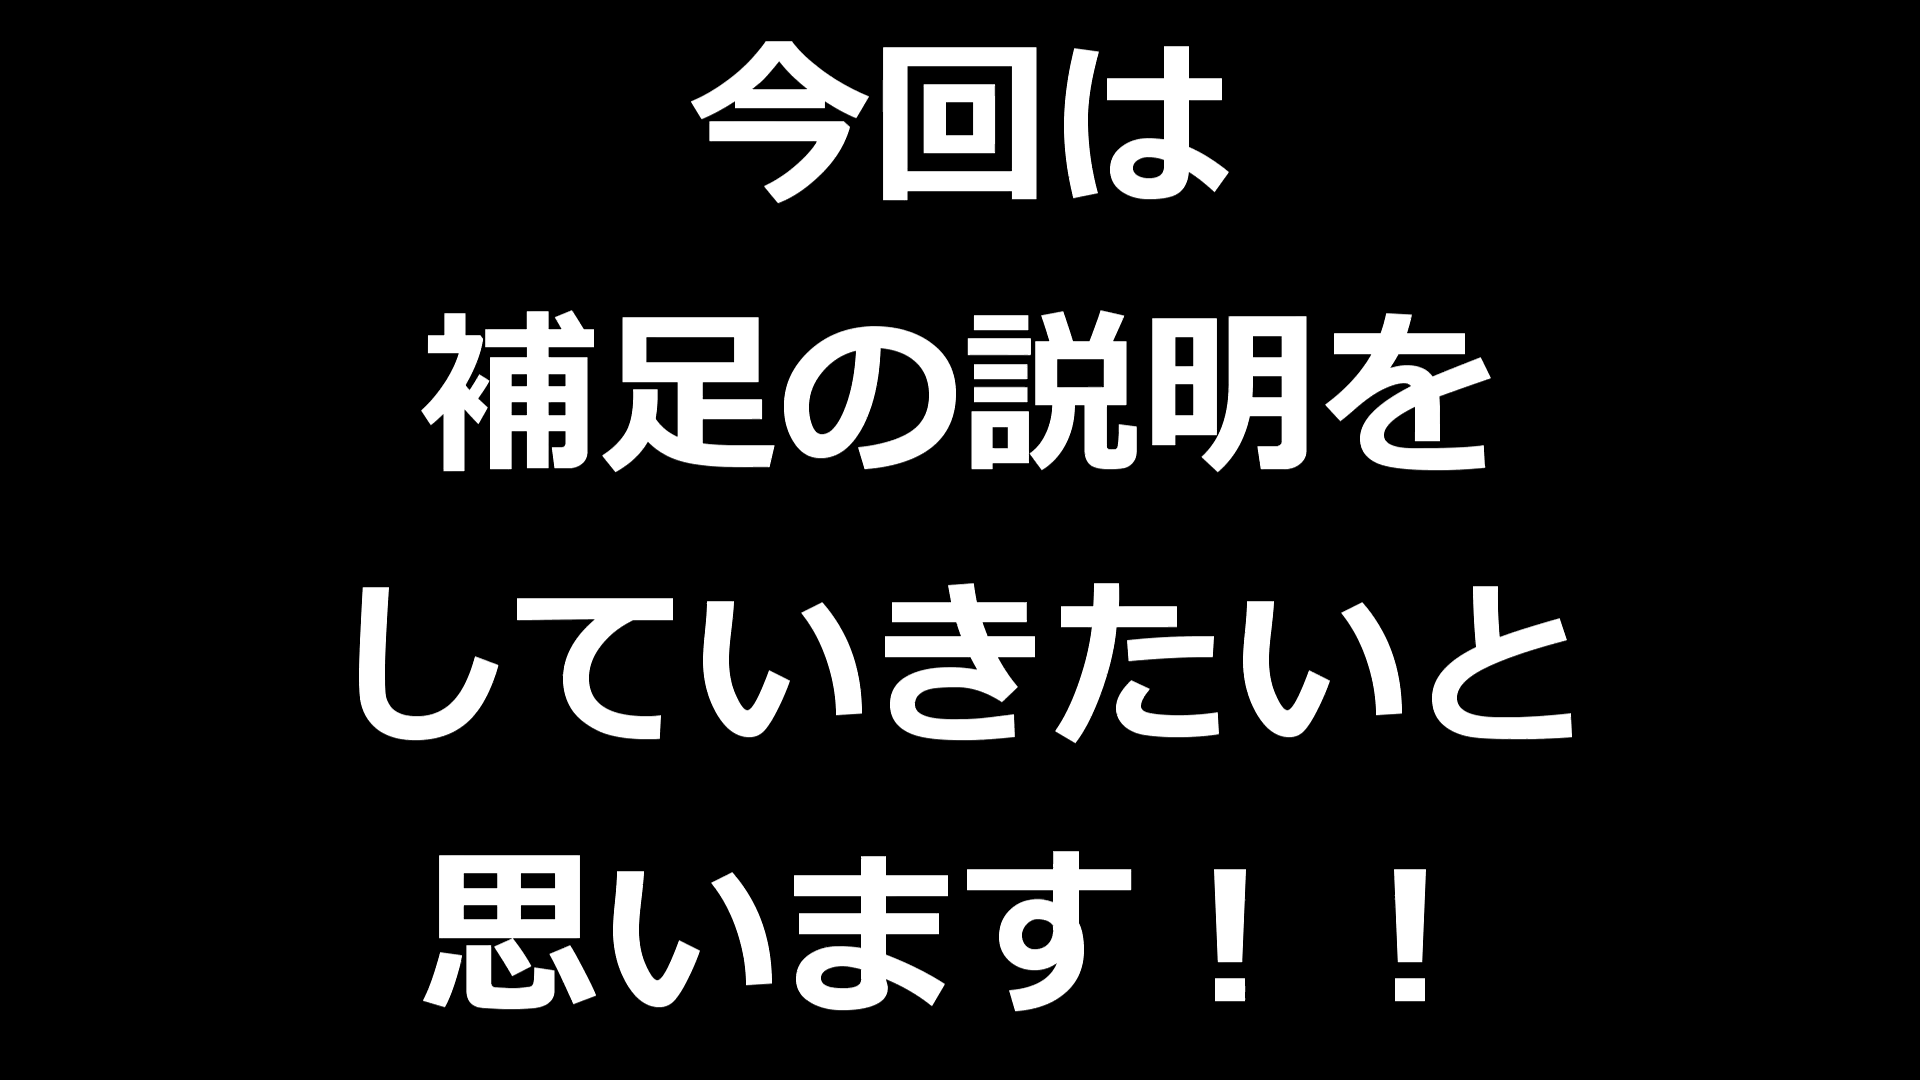 今回は
補足の説明を
していきたいと
思います！！